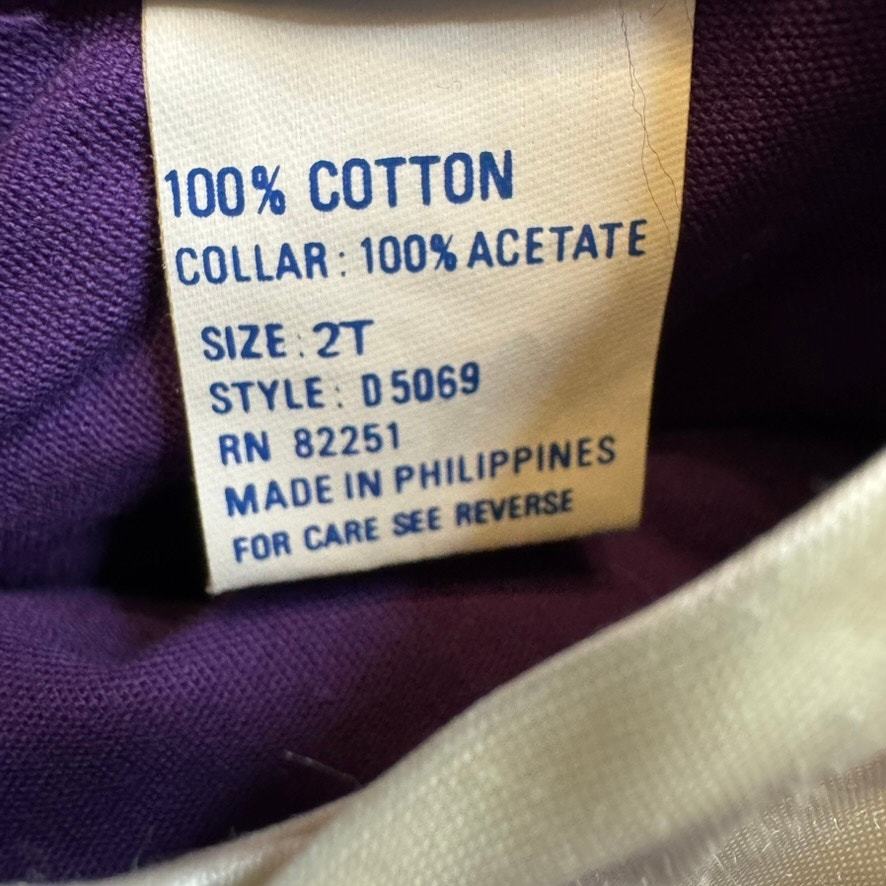 100% COTTON
COLLAR: 100% ACETATE
SIZE: 2T
STYLE: D5069
RN 82251
MADE IN PHILIPPINES
FOR CARE SEE REVERSE